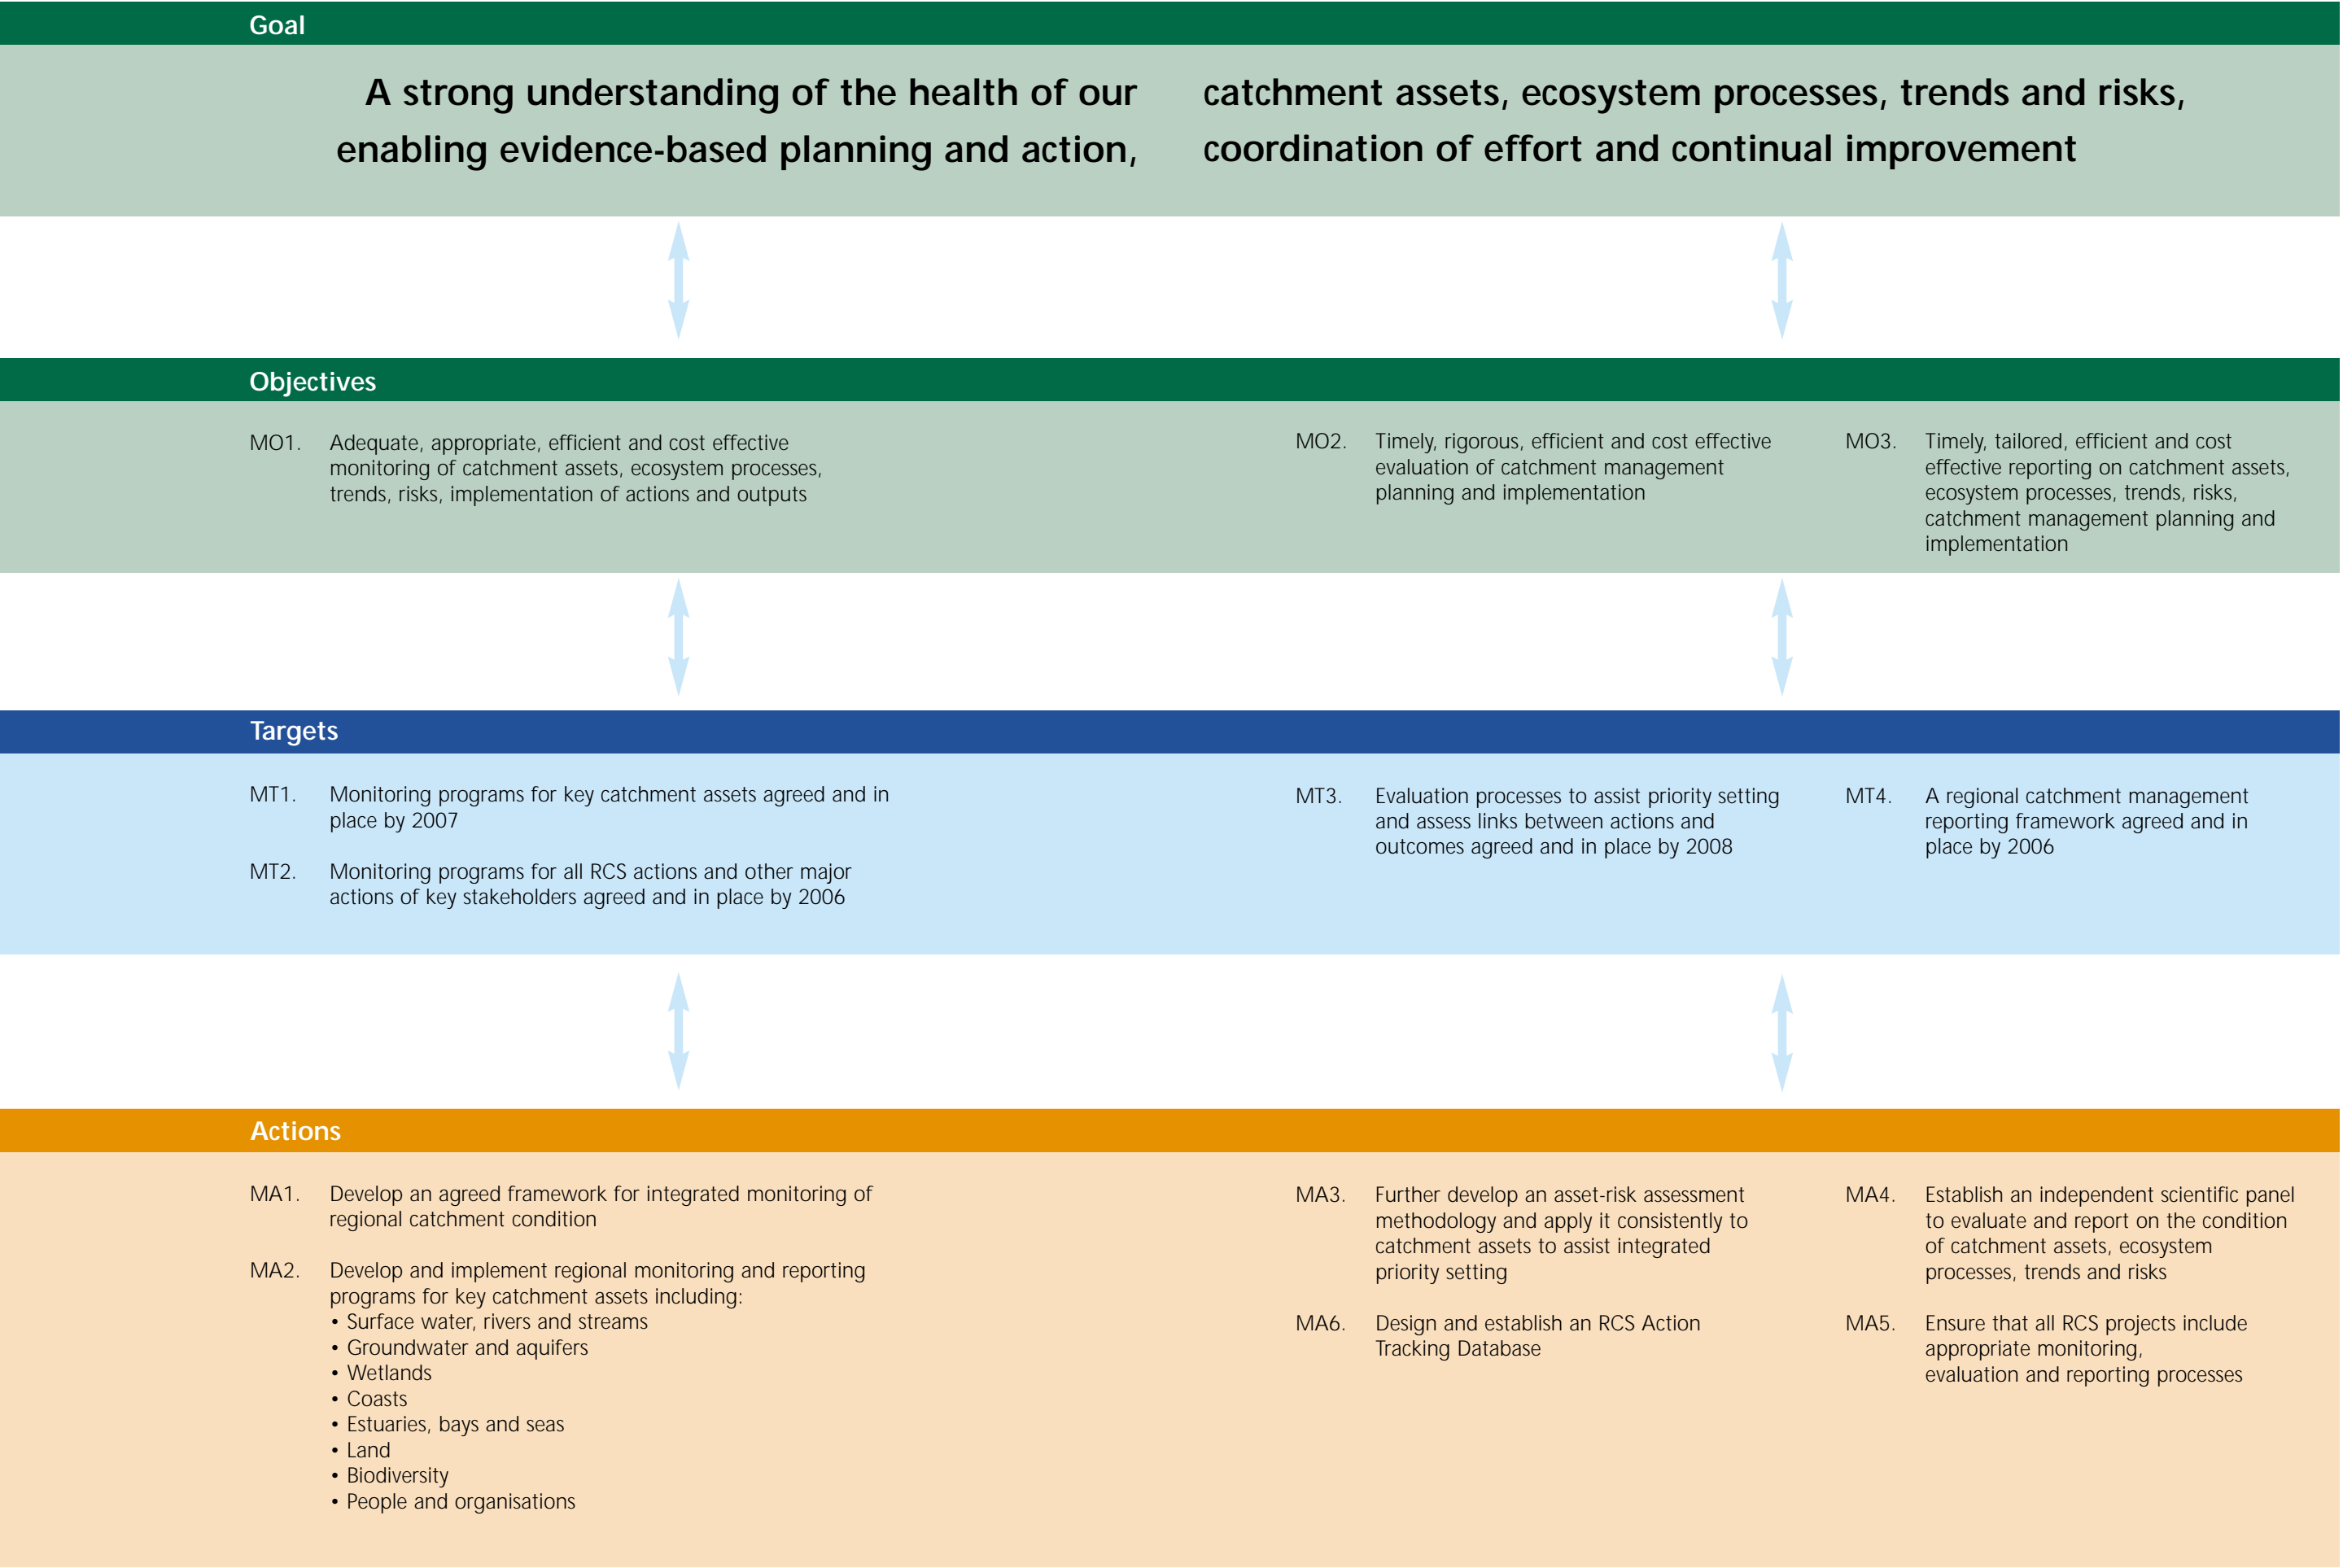 Goal
A strong understanding of the health of our catchment assets, ecosystem processes, trends and risks,
enabling evidence-based planning and action, coordination of effort and continual improvement
Objectives
MO1. Adequate, appropriate, efficient and cost effective
monitoring of catchment assets, ecosystem processes,
trends, risks, implementation of actions and outputs
MO2. Timely, rigorous, efficient and cost effective
evaluation of catchment management
planning and implementation
MO3. Timely, tailored, efficient and cost
effective reporting on catchment assets,
ecosystem processes, trends, risks,
catchment management planning and
implementation
Targets
MT1. Monitoring programs for key catchment assets agreed and in
place by 2007
MT2. Monitoring programs for all RCS actions and other major
actions of key stakeholders agreed and in place by 2006
MT3. Evaluation processes to assist priority setting
and assess links between actions and
outcomes agreed and in place by 2008
MT4. A regional catchment management
reporting framework agreed and in
place by 2006
Actions
MA1. Develop an agreed framework for integrated monitoring of
regional catchment condition
MA2. Develop and implement regional monitoring and reporting
programs for key catchment assets including:
• Surface water, rivers and streams
• Groundwater and aquifers
• Wetlands
• Coasts
• Estuaries, bays and seas
• Land
• Biodiversity
• People and organisations
MA3. Further develop an asset-risk assessment
methodology and apply it consistently to
catchment assets to assist integrated
priority setting
MA6. Design and establish an RCS Action
Tracking Database
MA4. Establish an independent scientific panel
to evaluate and report on the condition
of catchment assets, ecosystem
processes, trends and risks
MA5. Ensure that all RCS projects include
appropriate monitoring,
evaluation and reporting processes